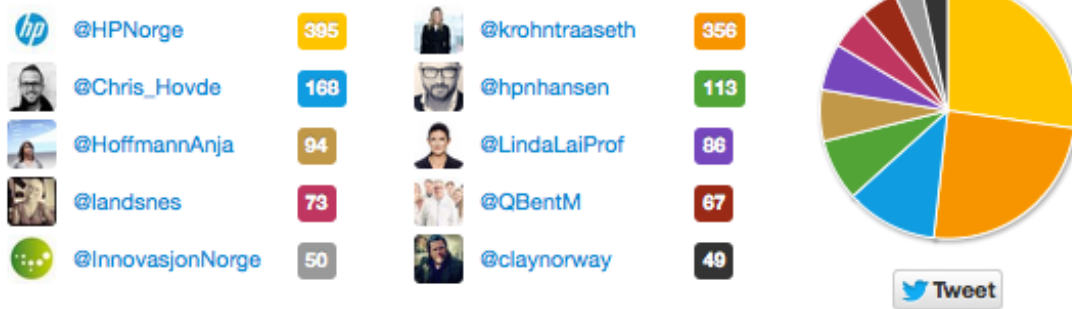 hp @HPNorge 395 @krohntraaseth 356
@Chris_Hovde 168 @hpnhansen 113
@HoffmannAnja 94 @LindaLaiProf 86
@landsnes 73 @QBentM 67
@InnovasjonNorge 50 @claynorway 49
Tweet